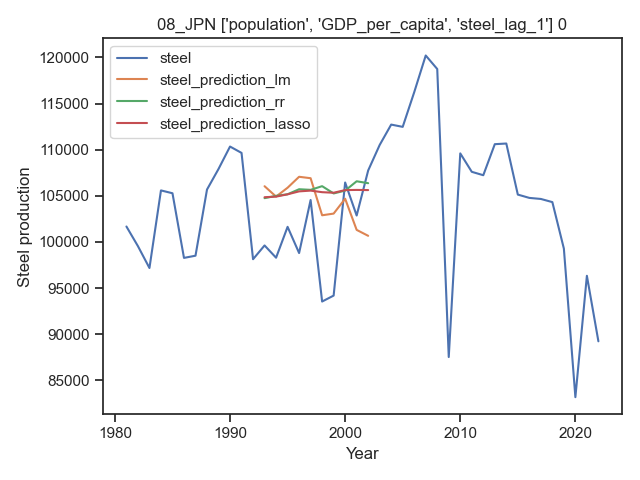 08_JPN ['population', 'GDP_per_capita', 'steel_lag_1'] 0
steel
steel_prediction_lm
steel_prediction_rr
steel_prediction_lasso
120000
115000
110000
105000
100000
95000
90000
85000
Steel production
1980
1990
2000
2010
2020
Year